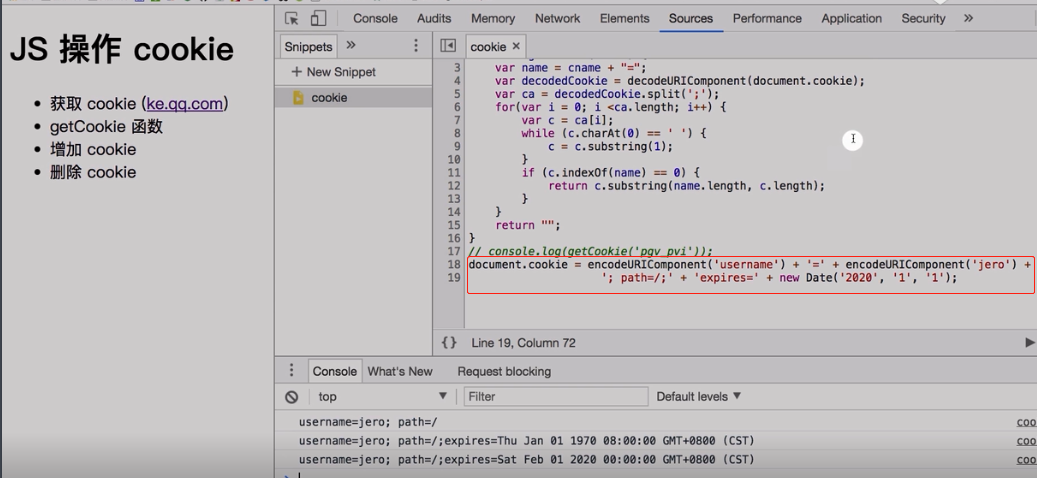 JS 操作 cookie
获取 cookie (ke.qq.com)
getCookie 函数
增加 cookie
删除 cookie
Console Audits Memory Network Elements Sources Performance Application Security »
Snippets »
+ New Snippet
cookie
cookie ×
3 var name = cname + "=";
4 var decodedCookie = decodeURIComponent(document.cookie);
5 var ca = decodedCookie.split(';');
6 for(var i = 0; i <ca.length; i++) {
7 var c = ca[i];
8 while (c.charAt(0) == ' ') {
9 c = c.substring(1);
10 }
11 if (c.indexOf(name) == 0) {
12 return c.substring(name.length, c.length);
13 }
14 }
15 return "";
16 }
17 // console.log(getCookie('pgv_pvi'));
18 document.cookie = encodeURIComponent('username') + '=' + encodeURIComponent('jero') +
19 '; path=/;' + 'expires=' + new Date('2020', '1', '1');
{} Line 19, Column 72
Console What's New Request blocking
top Filter Default levels ▼
username=jero; path=/ coo
username=jero; path=/;expires=Thu Jan 01 1970 08:00:00 GMT+0800 (CST) coo
username=jero; path=/;expires=Sat Feb 01 2020 00:00:00 GMT+0800 (CST) coo